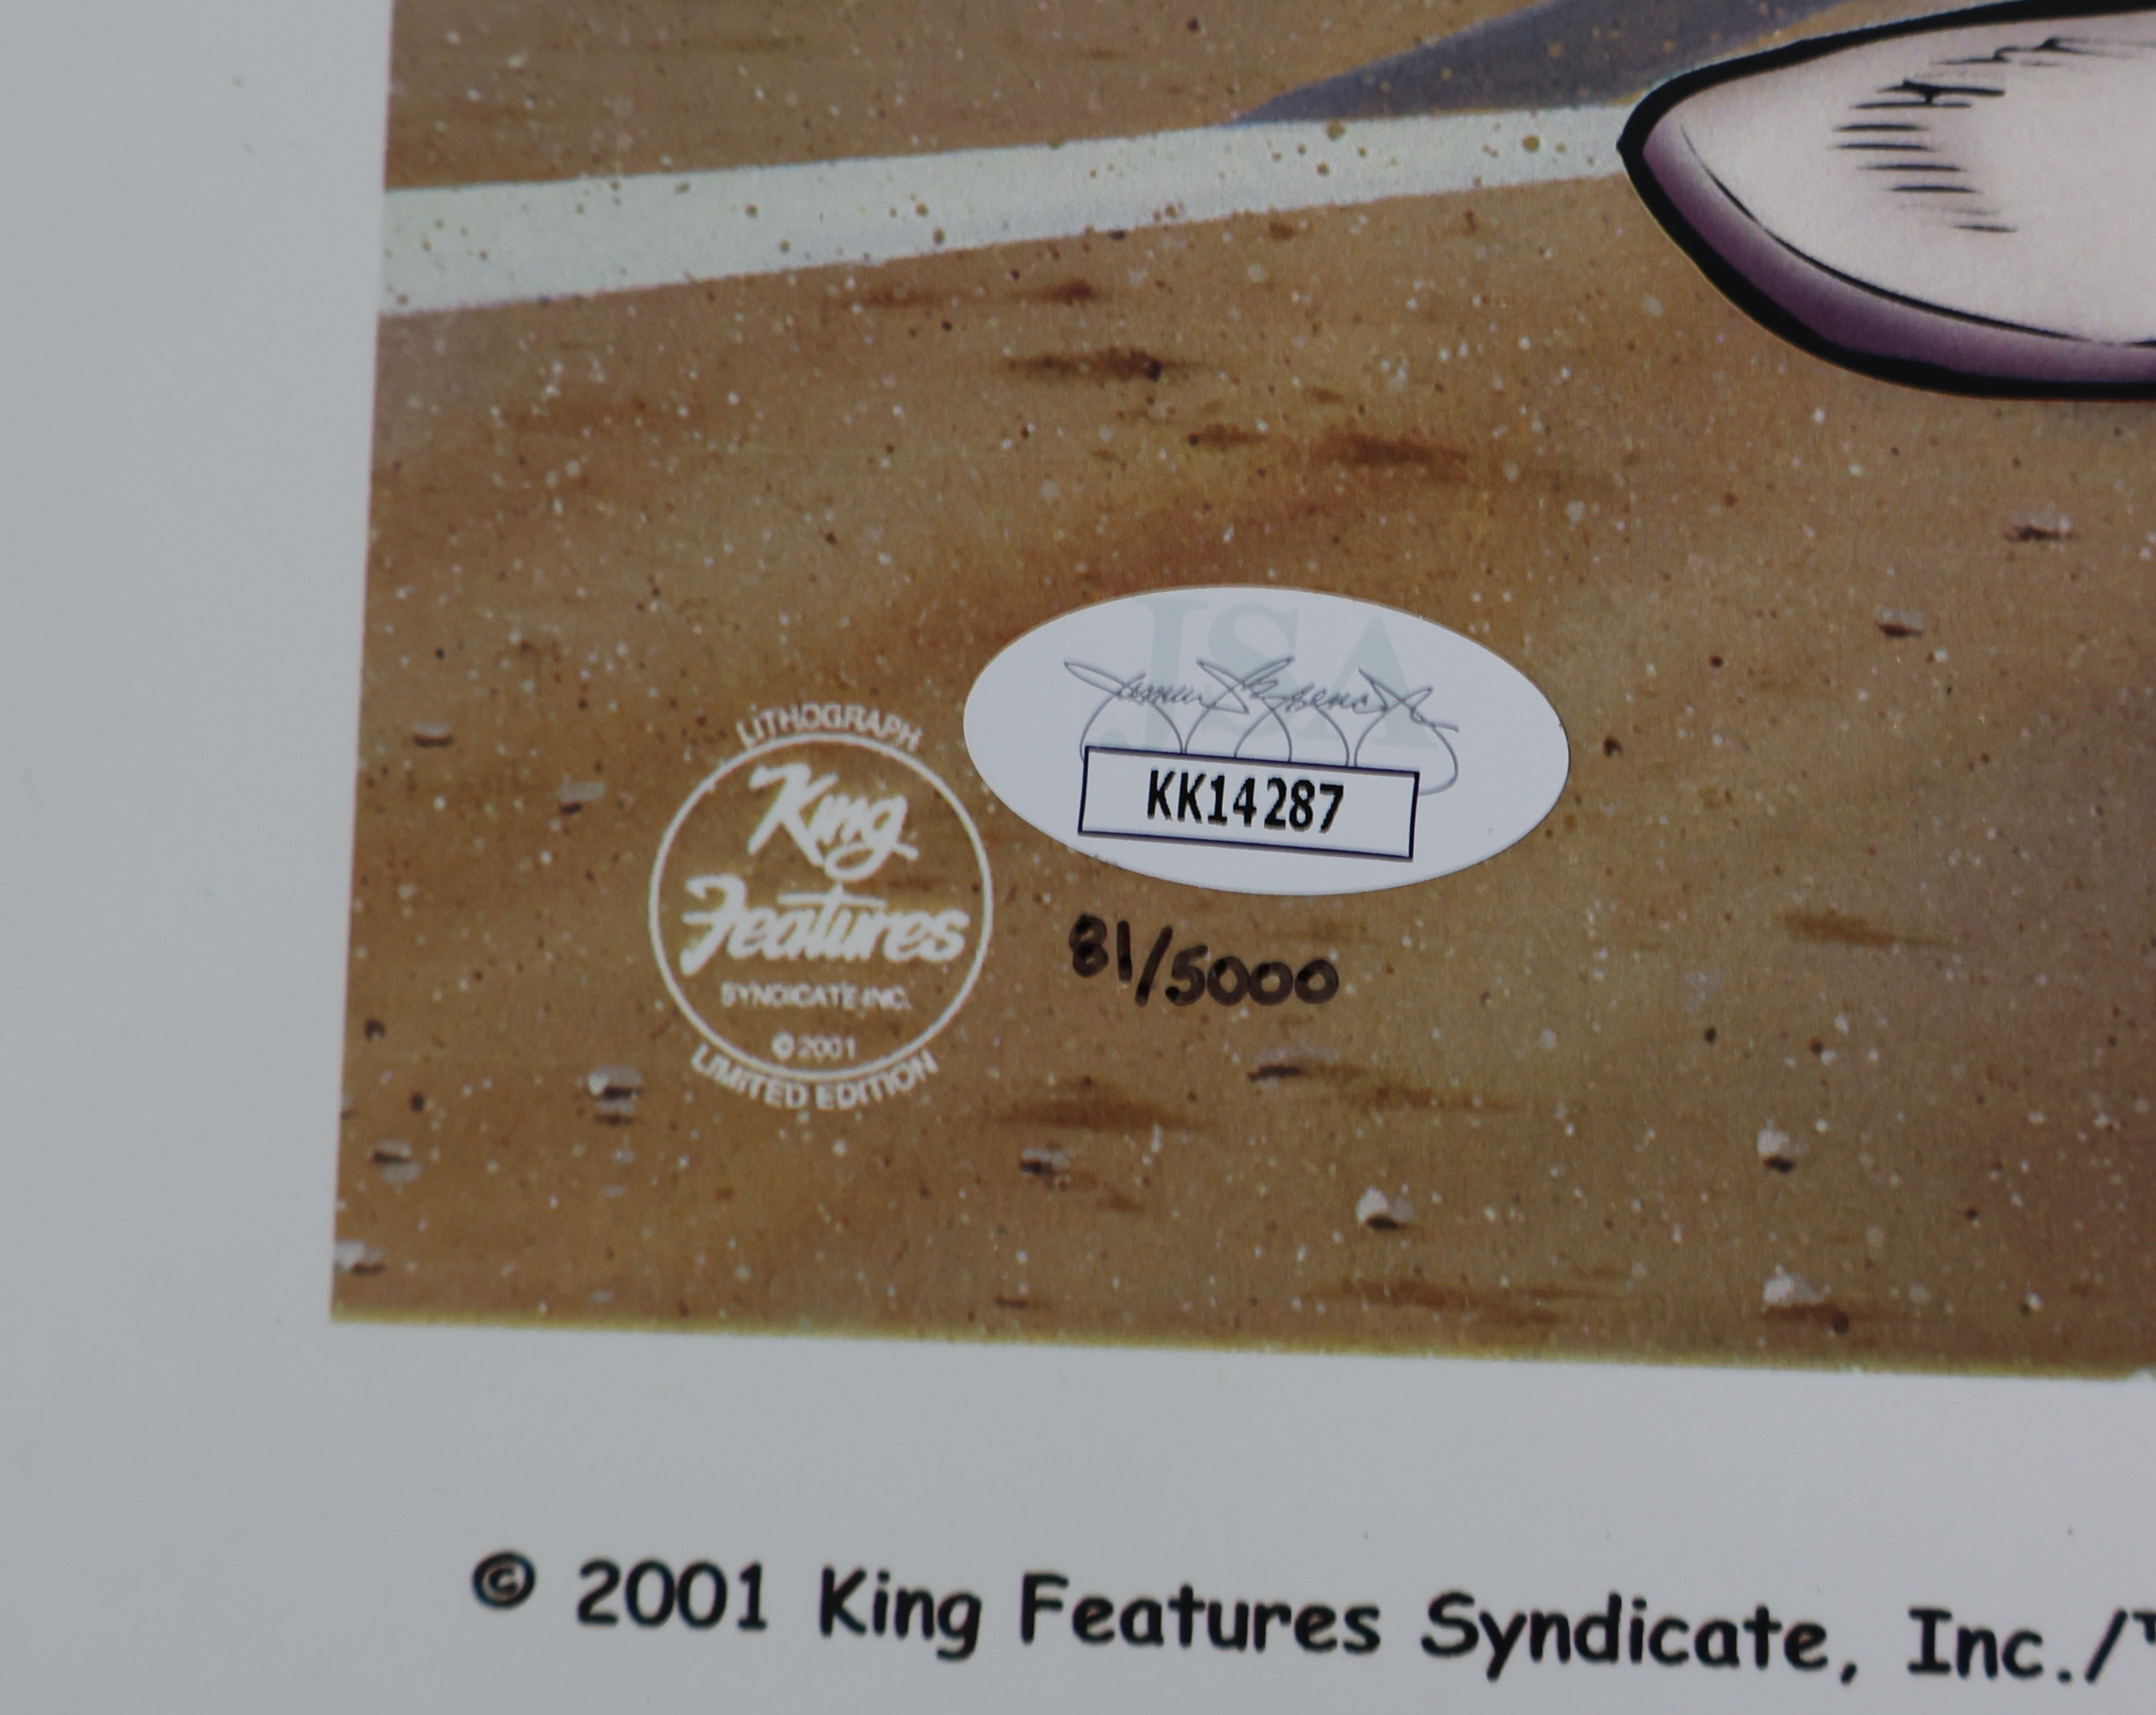 JSA
KK14287
LITHOGRAPH
King
Features
SYNDICATE INC.
©2001
LIMITED EDITION
81/5000
© 2001 King Features Syndicate, Inc./